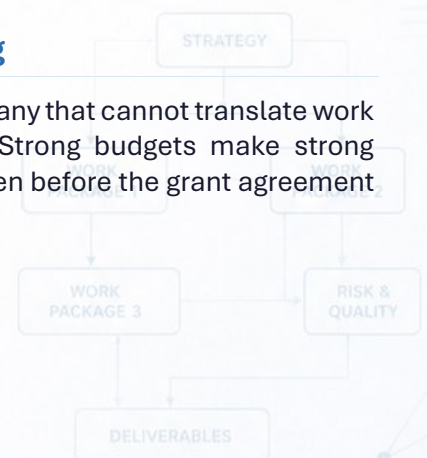 STRATEGY
g
any that cannot translate work
Strong budgets make strong
en before the grant agreement
WORK
PACKAGE 1
WORK
PACKAGE 2
WORK
PACKAGE 3
RISK &
QUALITY
DELIVERABLES